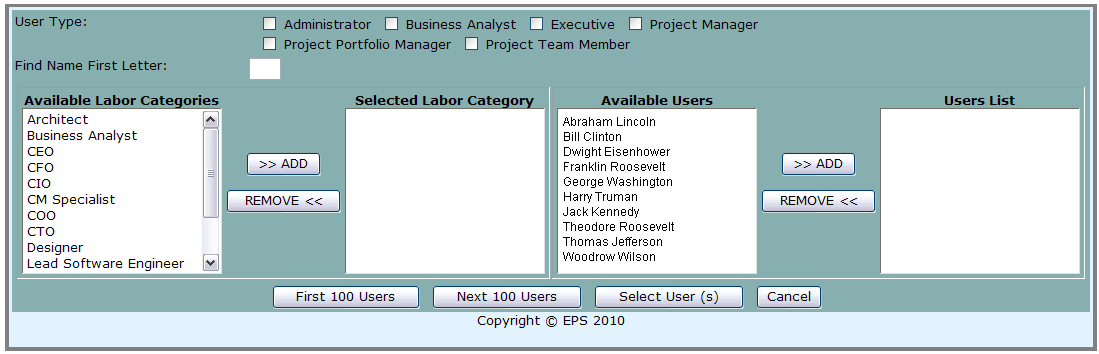 User Type:
Administrator Business Analyst Executive Project Manager
Project Portfolio Manager Project Team Member
Find Name First Letter:
Available Labor Categories
Architect
Business Analyst
CEO
CFO
CIO
CM Specialist
COO
CTO
Designer
Lead Software Engineer
>> ADD
REMOVE <<
Selected Labor Category
Available Users
Abraham Lincoln
Bill Clinton
Dwight Eisenhower
Franklin Roosevelt
George Washington
Harry Truman
Jack Kennedy
Theodore Roosevelt
Thomas Jefferson
Woodrow Wilson
>> ADD
REMOVE <<
Users List
First 100 Users Next 100 Users Select User (s) Cancel
Copyright © EPS 2010